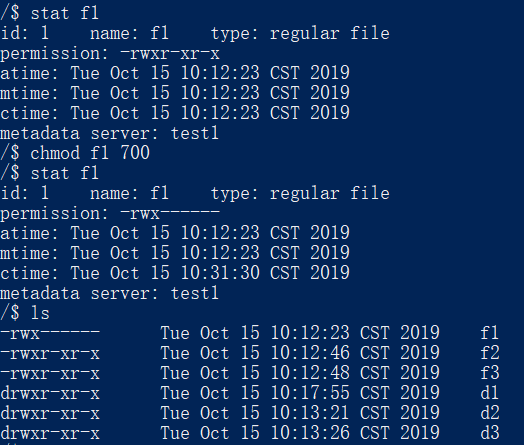 /$ stat f1
id: 1    name: f1    type: regular file
permission: -rwxr-xr-x
atime: Tue Oct 15 10:12:23 CST 2019
mtime: Tue Oct 15 10:12:23 CST 2019
ctime: Tue Oct 15 10:12:23 CST 2019
metadata server: test1
/$ chmod f1 700
/$ stat f1
id: 1    name: f1    type: regular file
permission: -rwx------
atime: Tue Oct 15 10:12:23 CST 2019
mtime: Tue Oct 15 10:12:23 CST 2019
ctime: Tue Oct 15 10:31:30 CST 2019
metadata server: test1
/$ ls
-rwx------      Tue Oct 15 10:12:23 CST 2019    f1
-rwxr-xr-x      Tue Oct 15 10:12:46 CST 2019    f2
-rwxr-xr-x      Tue Oct 15 10:12:48 CST 2019    f3
drwxr-xr-x      Tue Oct 15 10:17:55 CST 2019    d1
drwxr-xr-x      Tue Oct 15 10:13:21 CST 2019    d2
drwxr-xr-x      Tue Oct 15 10:13:26 CST 2019    d3